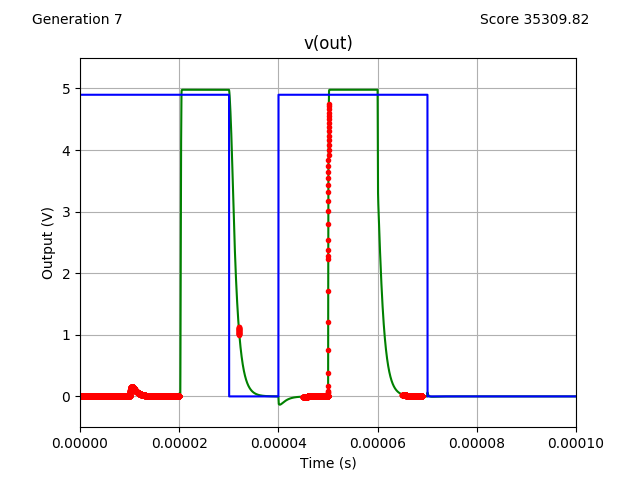 Generation 7
Score 35309.82
v(out)
Output (V)
5
4
3
2
1
0
0.00000
0.00002
0.00004
0.00006
0.00008
0.00010
Time (s)